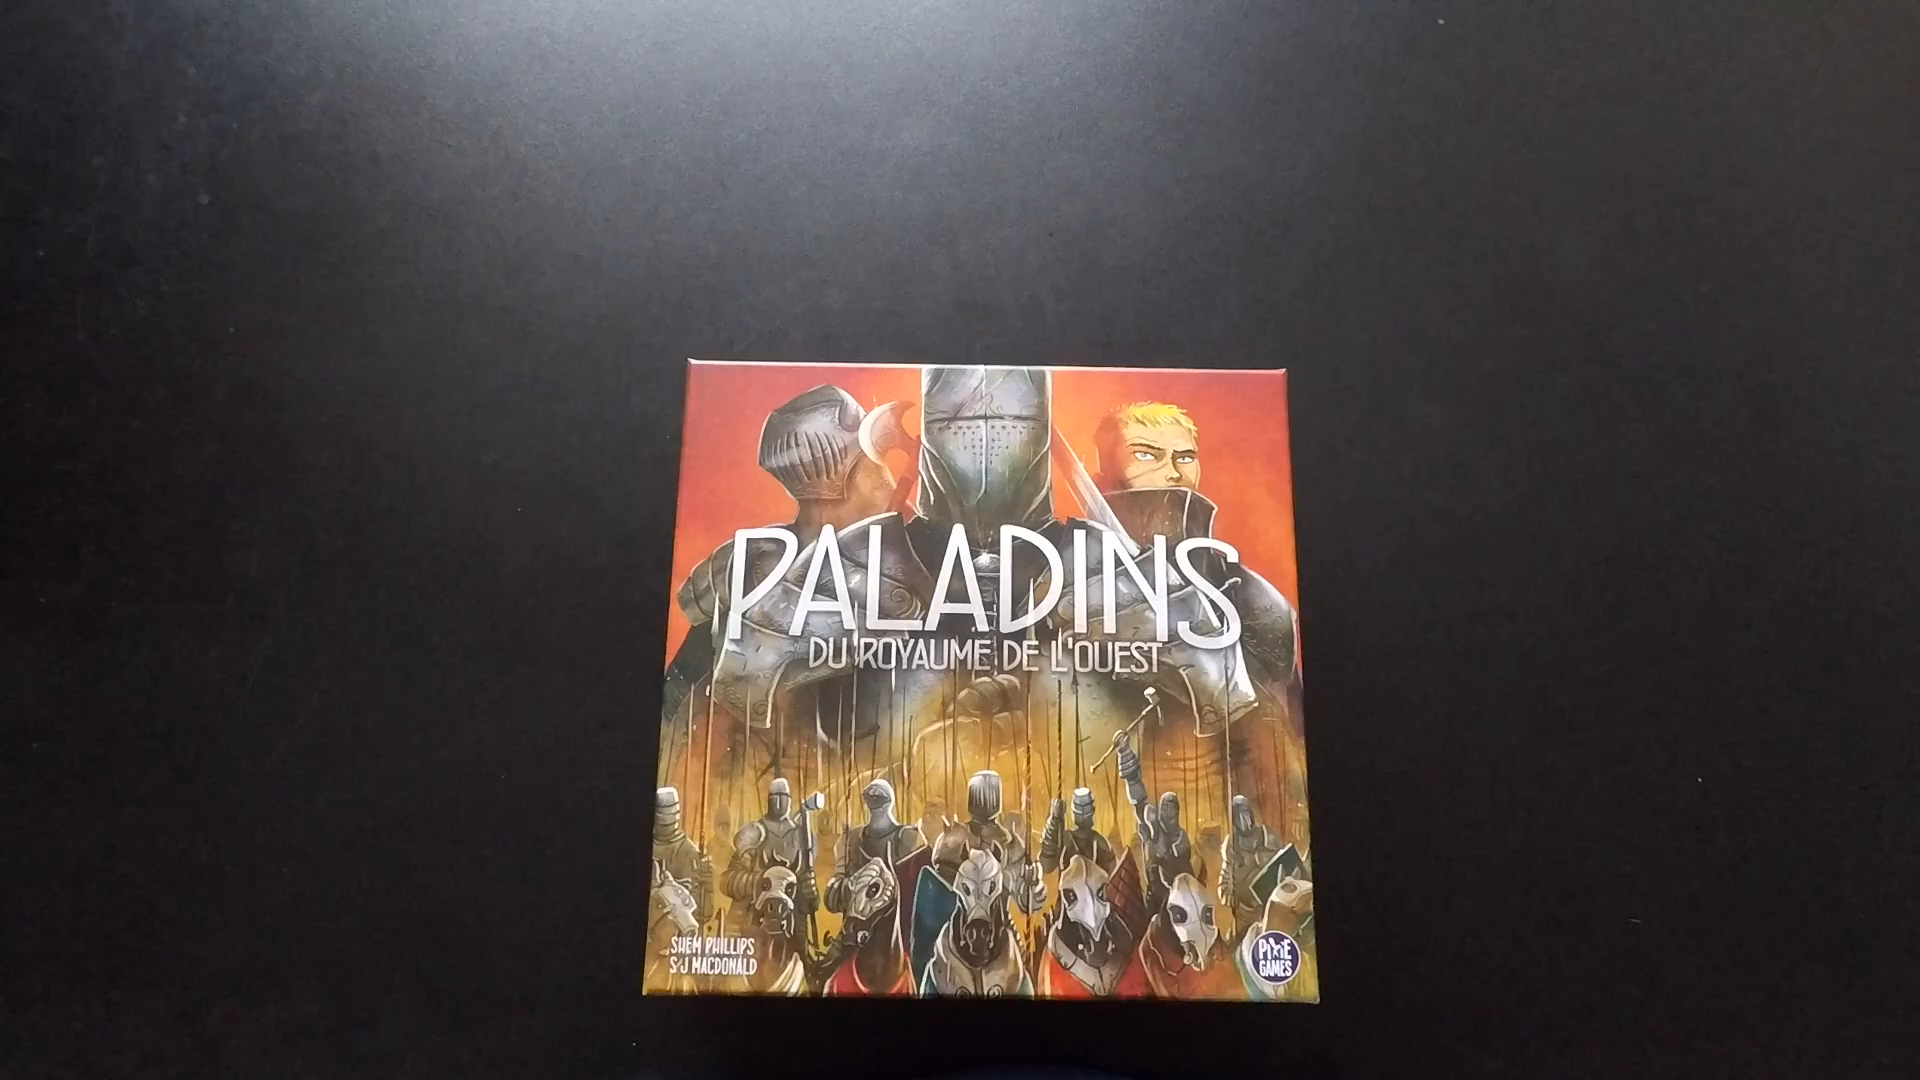 PALADINS
DU ROYAUME DE L'OUEST
SHEM PHILLIPS
S J MACDONALD
PIXIE
GAMES